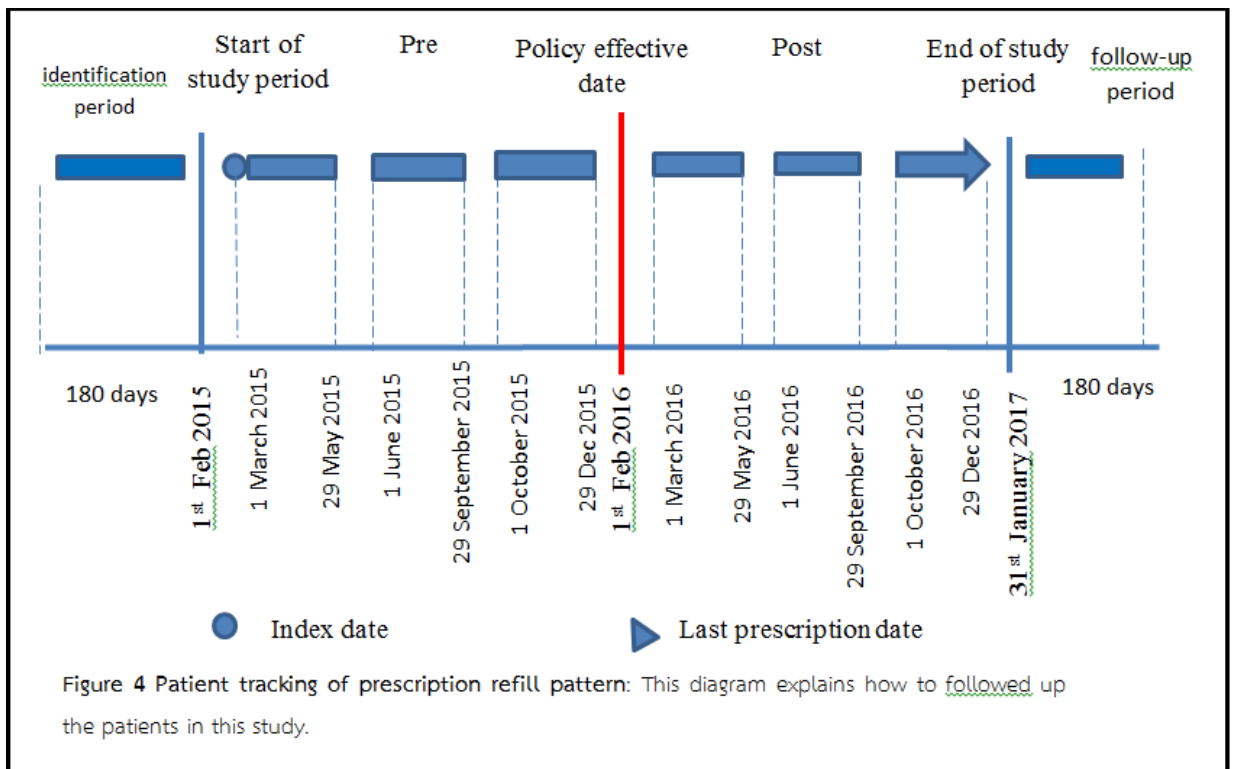 identification
period
Start of
study period
Pre
Policy effective
date
Post
End of study
period
follow-up
period
180 days
1st Feb 2015
1 March 2015
29 May 2015
1 June 2015
29 September 2015
1 October 2015
29 Dec 2015
1st Feb 2016
1 March 2016
29 May 2016
1 June 2016
29 September 2016
1 October 2016
29 Dec 2016
31st January 2017
180 days
Index date
Last prescription date
Figure 4 Patient tracking of prescription refill pattern: This diagram explains how to followed up
the patients in this study.